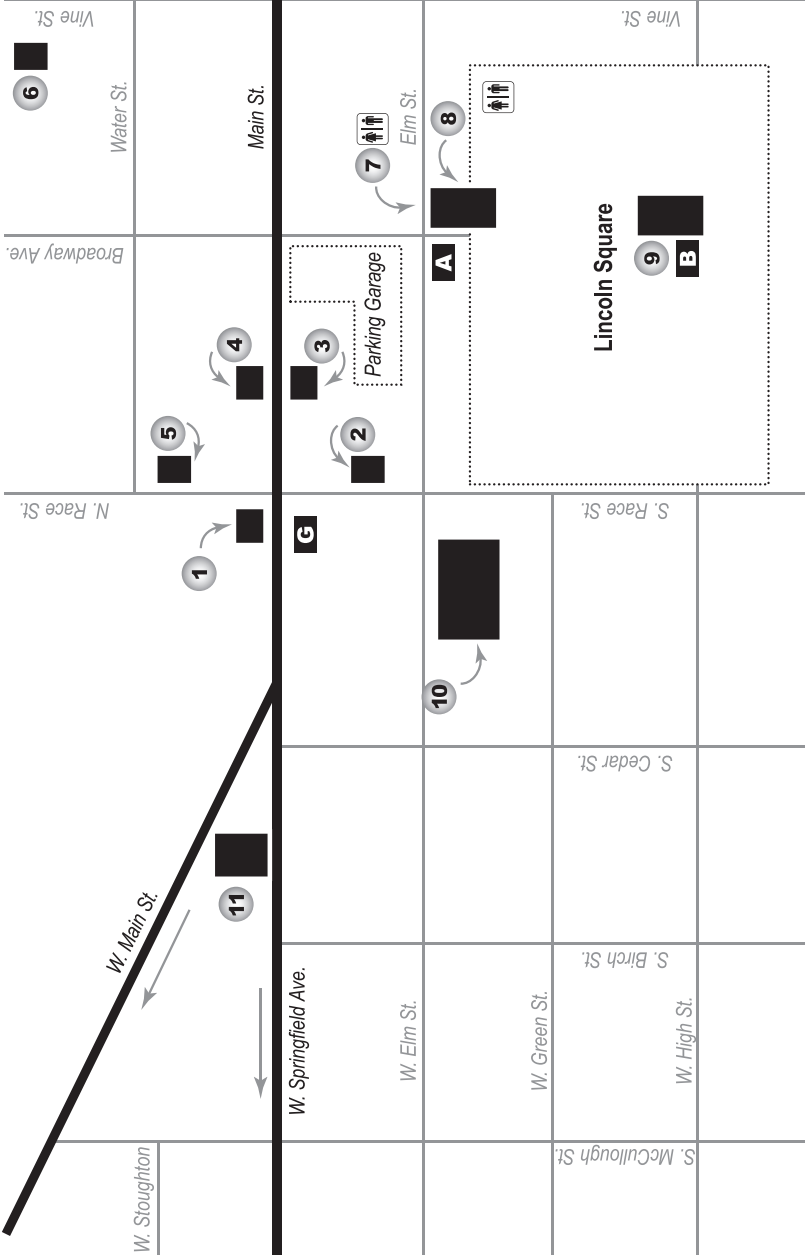 Vine St.
Vine St.
6
Water St.
Main St.
7
Elm St.
8
Broadway Ave.
4
3
Parking Garage
A
Lincoln Square
9
B
5
2
N. Race St.
S. Race St.
1
G
10
S. Cedar St.
11
W. Main St.
S. Birch St.
W. Springfield Ave.
W. Elm St.
W. Green St.
W. High St.
S. McCullough St.
W. Stoughton